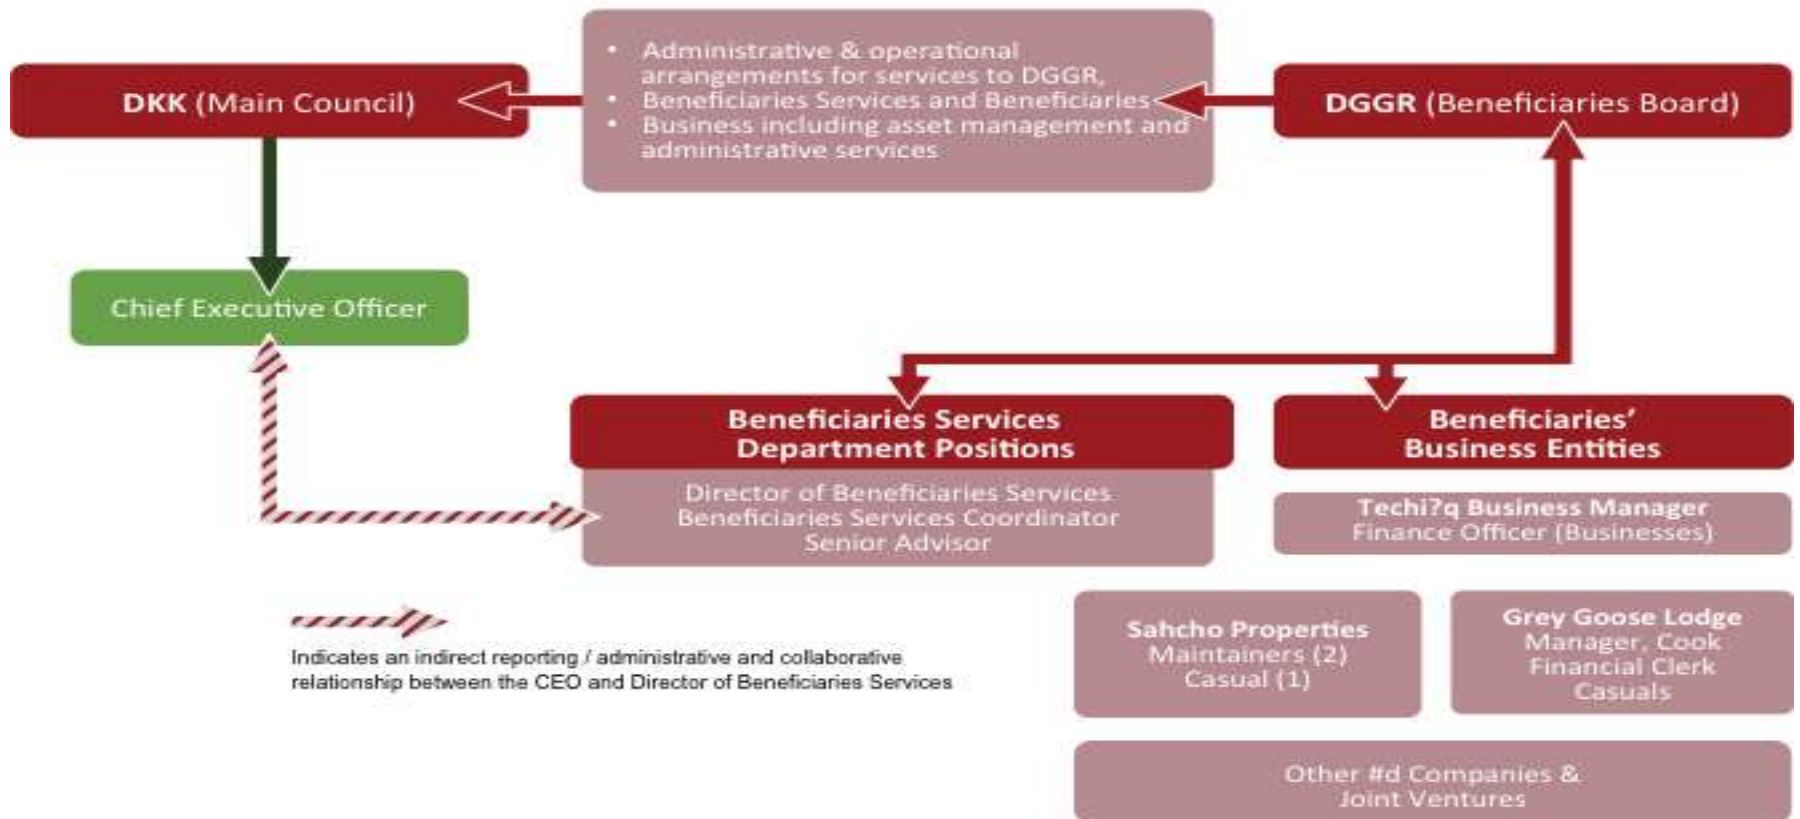 DKK (Main Council)
• Administrative & operational
arrangements for services to DGGR,
• Beneficiaries Services and Beneficiaries
• Business including asset management and
administrative services
DGGR (Beneficiaries Board)
Chief Executive Officer
Beneficiaries Services
Department Positions
Director of Beneficiaries Services
Beneficiaries Services Coordinator
Senior Advisor
Beneficiaries’
Business Entities
Techi?q Business Manager
Finance Officer (Businesses)
Indicates an indirect reporting / administrative and collaborative
relationship between the CEO and Director of Beneficiaries Services
Sahcho Properties
Maintainers (2)
Casual (1)
Grey Goose Lodge
Manager, Cook
Financial Clerk
Casuals
Other #d Companies &
Joint Ventures